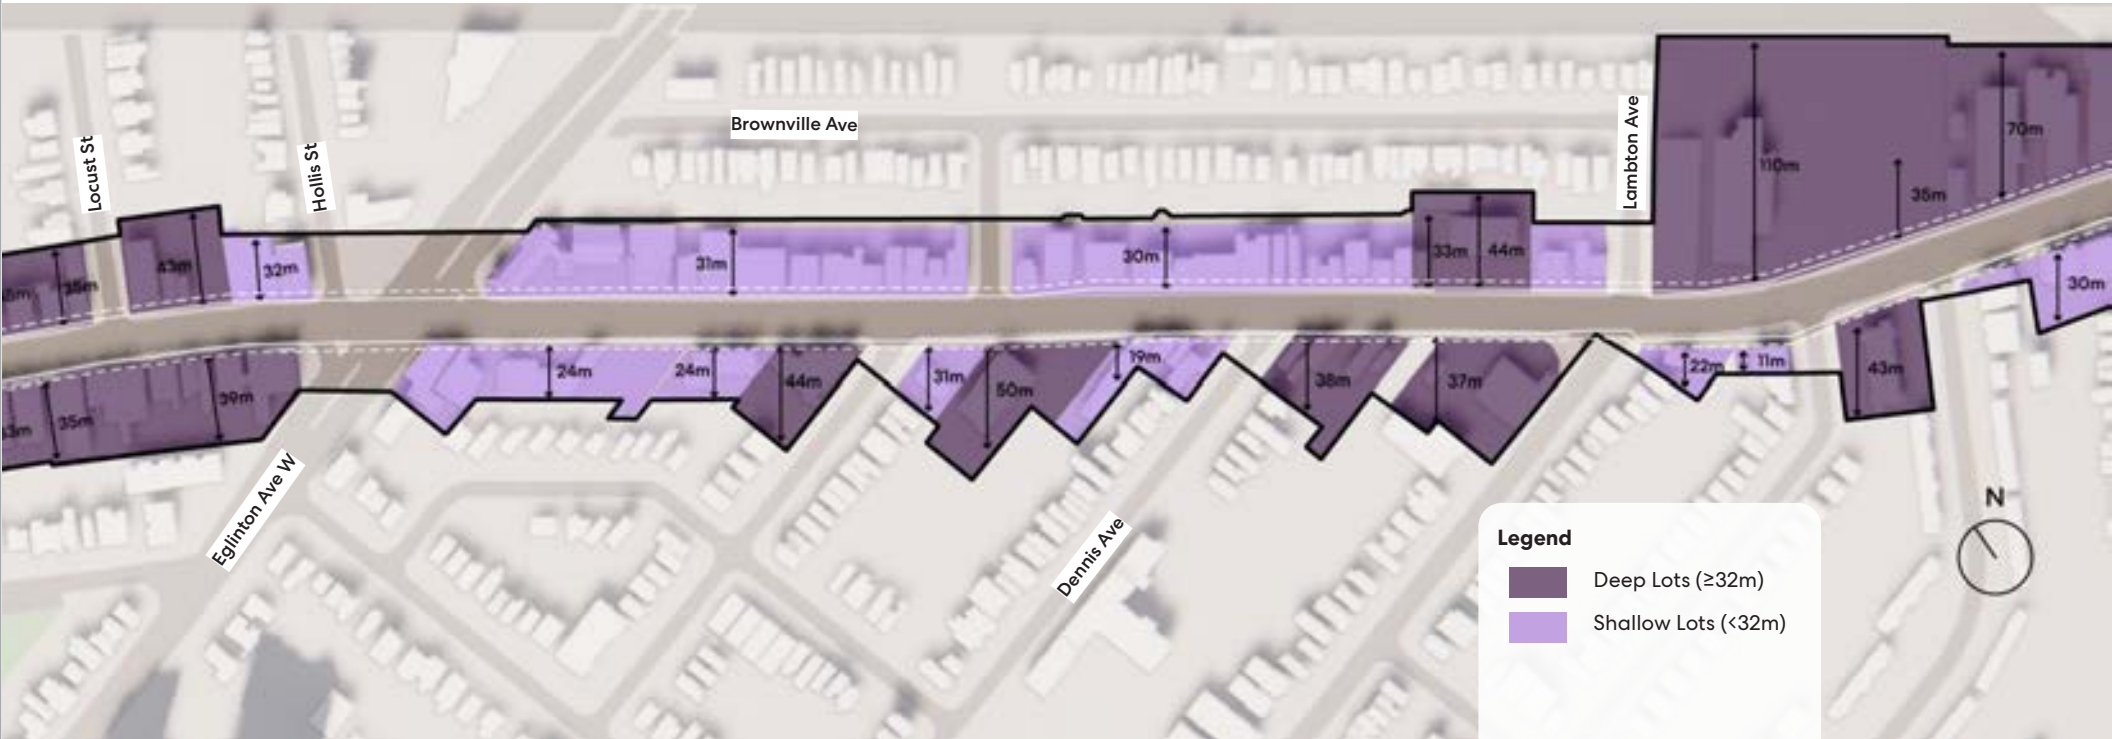 Brownville Ave
Locust St
Hollis St
Lambton Ave
110m
70m
35m
43m
32m
31m
30m
33m
44m
38m
30m
39m
35m
24m
24m
44m
31m
50m
19m
38m
37m
22m
11m
43m
Eglinton Ave W
Dennis Ave
N
Legend
Deep Lots (≥32m)
Shallow Lots (<32m)